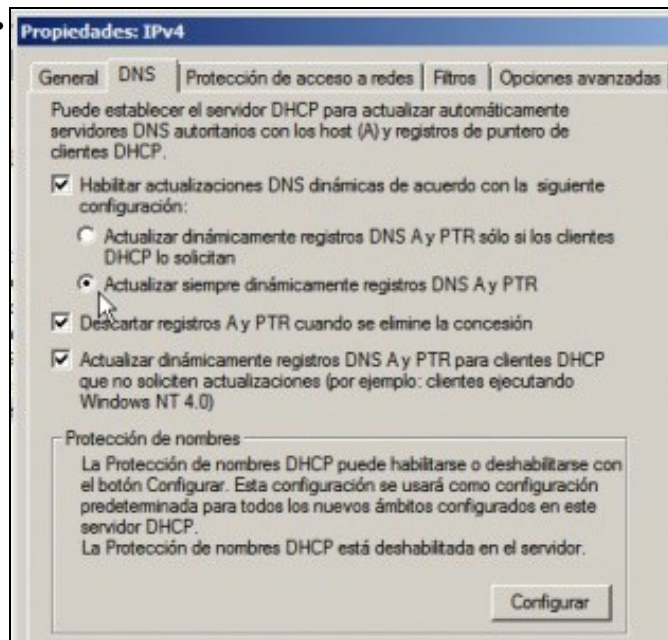 Propiedades: IPv4
General DNS Protección de acceso a redes Filtros Opciones avanzadas
Puede establecer el servidor DHCP para actualizar automáticamente
servidores DNS autoritarios con los host (A) y registros de puntero de
clientes DHCP.
Habilitar actualizaciones DNS dinámicas de acuerdo con la siguiente
configuración:
Actualizar dinámicamente registros DNS A y PTR sólo si los clientes
DHCP lo solicitan
Actualizar siempre dinámicamente registros DNS A y PTR
Descartar registros A y PTR cuando se elimine la concesión
Actualizar dinámicamente registros DNS A y PTR para clientes DHCP
que no soliciten actualizaciones (por ejemplo: clientes ejecutando
Windows NT 4.0)
Protección de nombres
La Protección de nombres DHCP puede habilitarse o deshabilitarse con
el botón Configurar. Esta configuración se usará como configuración
predeterminada para todos los nuevos ámbitos configurados en este
servidor DHCP.
La Protección de nombres DHCP está deshabilitada en el servidor.
Configurar